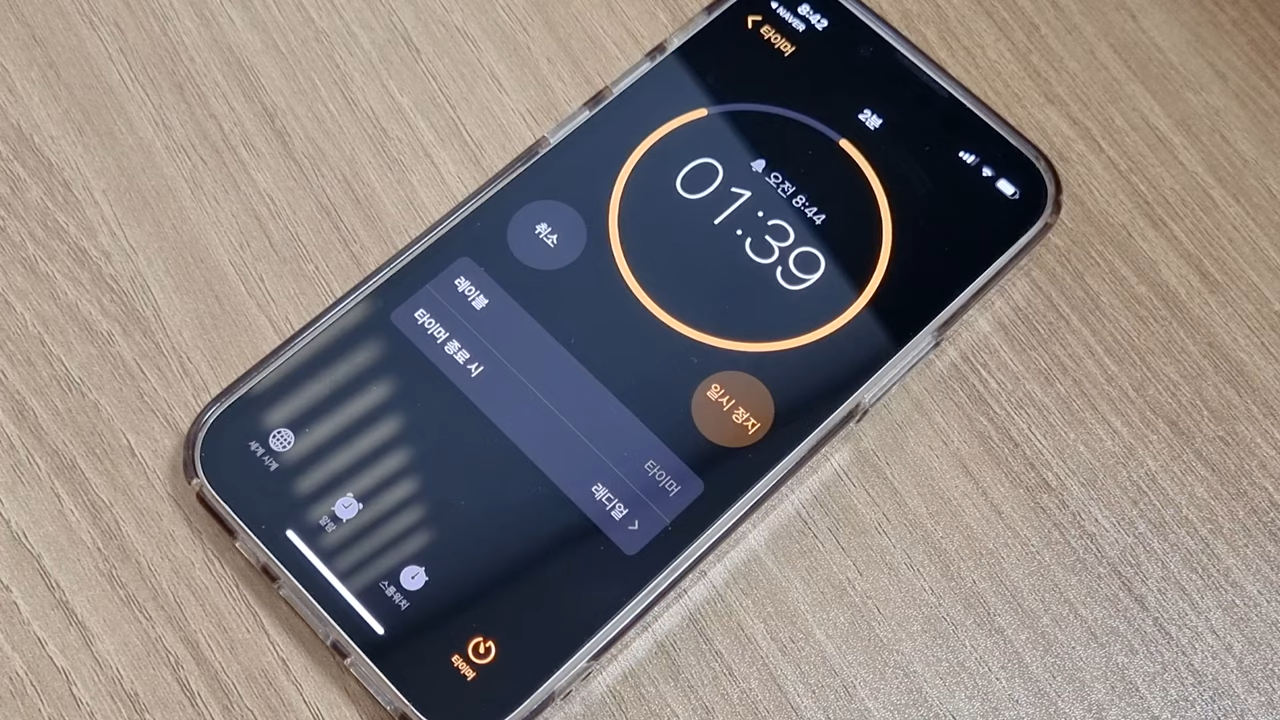 8:42
◀ NAVER
타이머
2분
오전 8:44
01:39
취소
일시 정지
레이블
타이머
타이머 종료 시
래디얼
세계 시계
알람
스톱워치
타이머